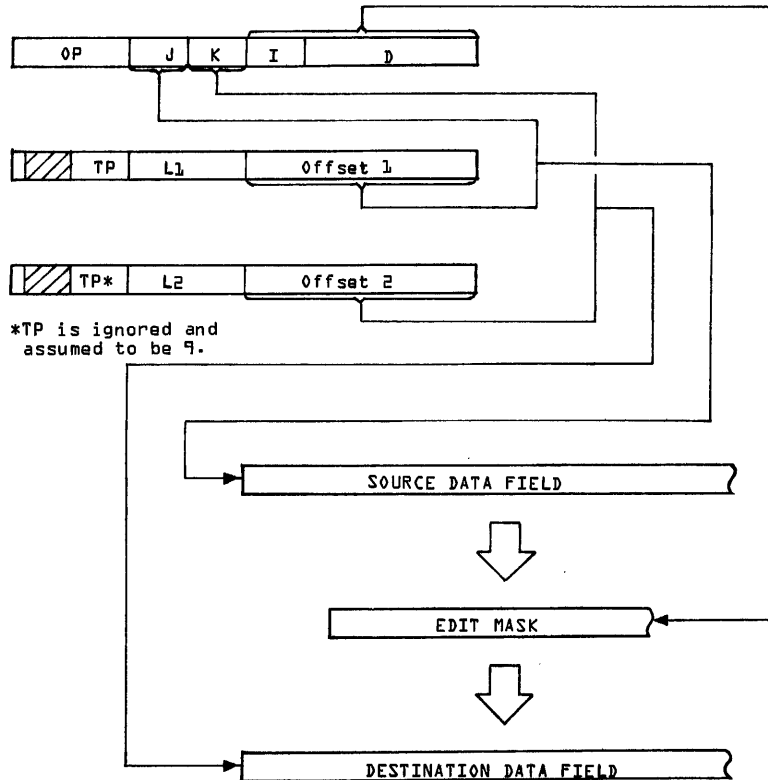 OP J K I D
TP L1 Offset 1
TP* L2 Offset 2
*TP is ignored and
assumed to be 9.
SOURCE DATA FIELD
EDIT MASK
DESTINATION DATA FIELD